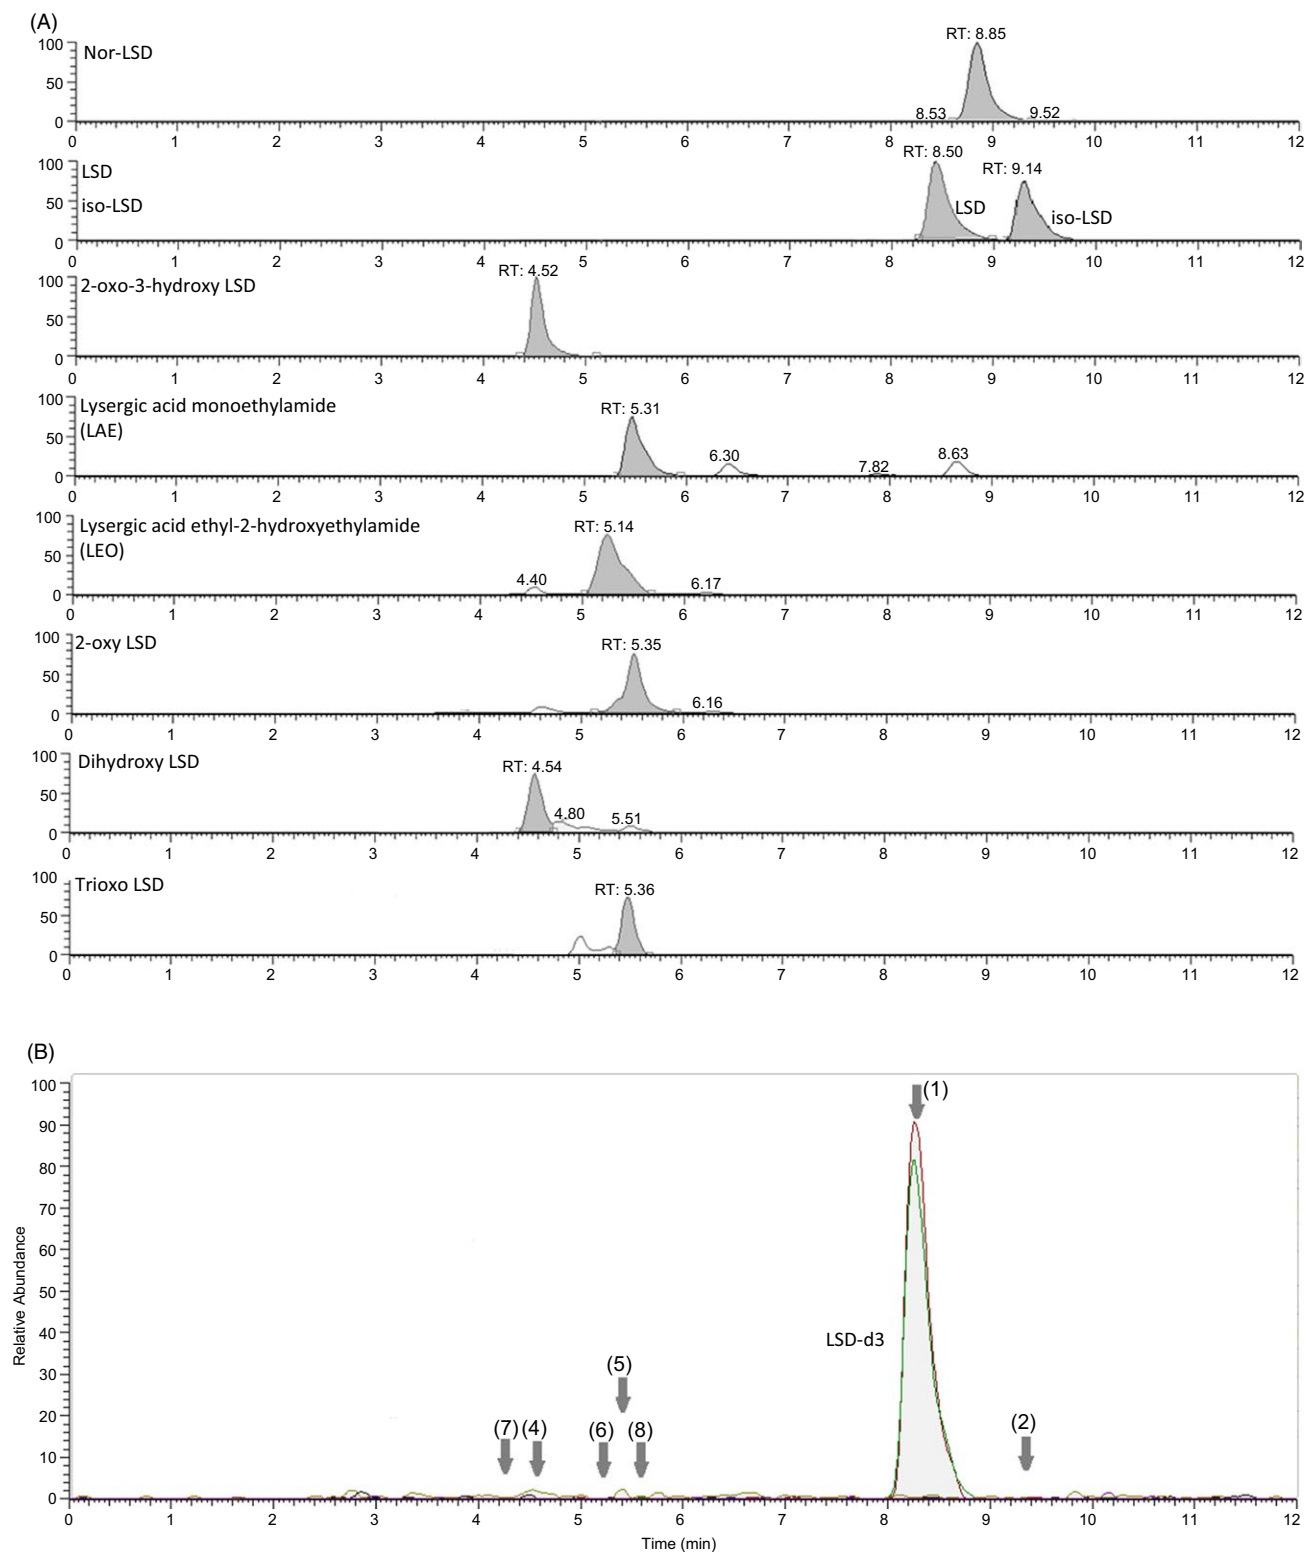 (A)
Nor-LSD
RT: 8.85
8.53
9.52
100
50
0
0 1 2 3 4 5 6 7 8 9 10 11 12
LSD
iso-LSD
RT: 8.50
RT: 9.14
LSD
iso-LSD
100
50
0
0 1 2 3 4 5 6 7 8 9 10 11 12
2-oxo-3-hydroxy LSD
RT: 4.52
100
50
0
0 1 2 3 4 5 6 7 8 9 10 11 12
Lysergic acid monoethylamide
(LAE)
RT: 5.31
6.30
7.82
8.63
100
50
0
0 1 2 3 4 5 6 7 8 9 10 11 12
Lysergic acid ethyl-2-hydroxyethylamide
(LEO)
RT: 5.14
4.40
6.17
100
50
0
0 1 2 3 4 5 6 7 8 9 10 11 12
2-oxy LSD
RT: 5.35
6.16
100
50
0
0 1 2 3 4 5 6 7 8 9 10 11 12
Dihydroxy LSD
RT: 4.54
4.80
5.51
100
50
0
0 1 2 3 4 5 6 7 8 9 10 11 12
Trioxo LSD
RT: 5.36
100
50
0
0 1 2 3 4 5 6 7 8 9 10 11 12
(B)
(1)
LSD-d3
(5)
(7) (4) (6) (8) (2)
Relative Abundance
100
90
80
70
60
50
40
30
20
10
0
0 1 2 3 4 5 6 7 8 9 10 11 12
Time (min)